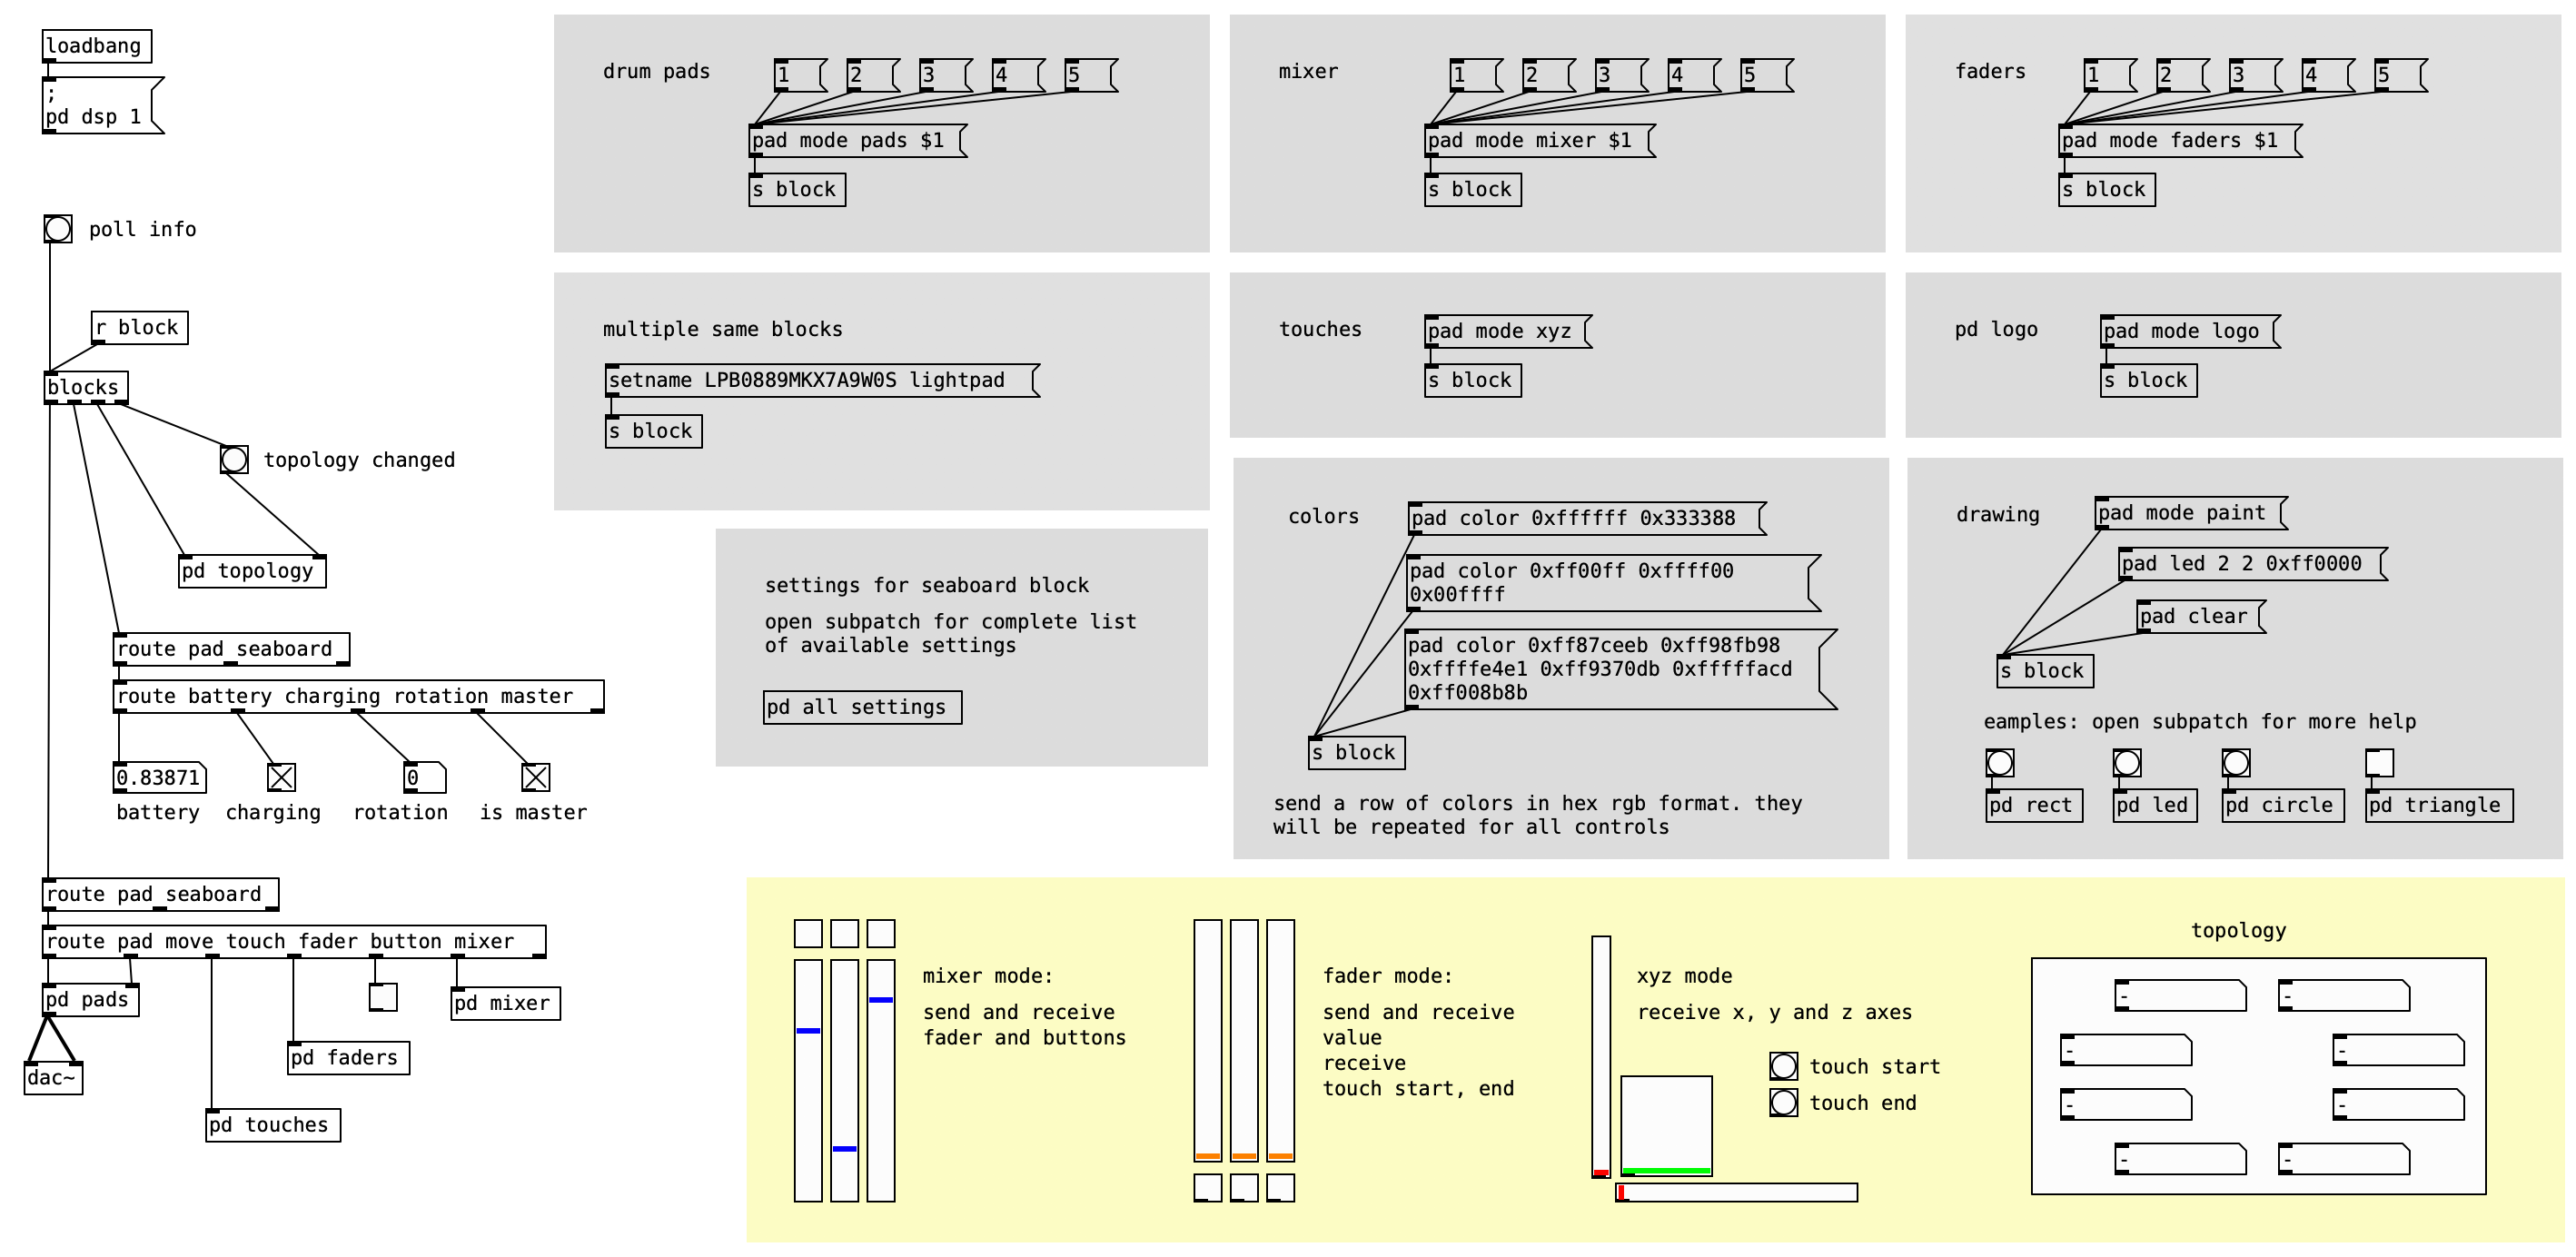 loadbang
;
pd dsp 1
poll info
r block
blocks
topology changed
pd topology
route pad seaboard
route battery charging rotation master
0.83871
0
battery
charging
rotation
is master
route pad seaboard
route pad move touch fader button mixer
pd pads
pd mixer
pd faders
dac~
pd touches
drum pads
1
2
3
4
5
pad mode pads $1
s block
mixer
1
2
3
4
5
pad mode mixer $1
s block
faders
1
2
3
4
5
pad mode faders $1
s block
multiple same blocks
setname LPB0889MKX7A9W0S lightpad
s block
touches
pad mode xyz
s block
pd logo
pad mode logo
s block
settings for seaboard block
open subpatch for complete list
of available settings
pd all settings
colors
pad color 0xffffff 0x333388
pad color 0xff00ff 0xffff00
0x00ffff
pad color 0xff87ceeb 0xff98fb98
0xffffe4e1 0xff9370db 0xfffffacd
0xff008b8b
s block
send a row of colors in hex rgb format. they
will be repeated for all controls
drawing
pad mode paint
pad led 2 2 0xff0000
pad clear
s block
eamples: open subpatch for more help
pd rect
pd led
pd circle
pd triangle
mixer mode:
send and receive
fader and buttons
fader mode:
send and receive
value
receive
touch start, end
xyz mode
receive x, y and z axes
touch start
touch end
topology
-
-
-
-
-
-
-
-